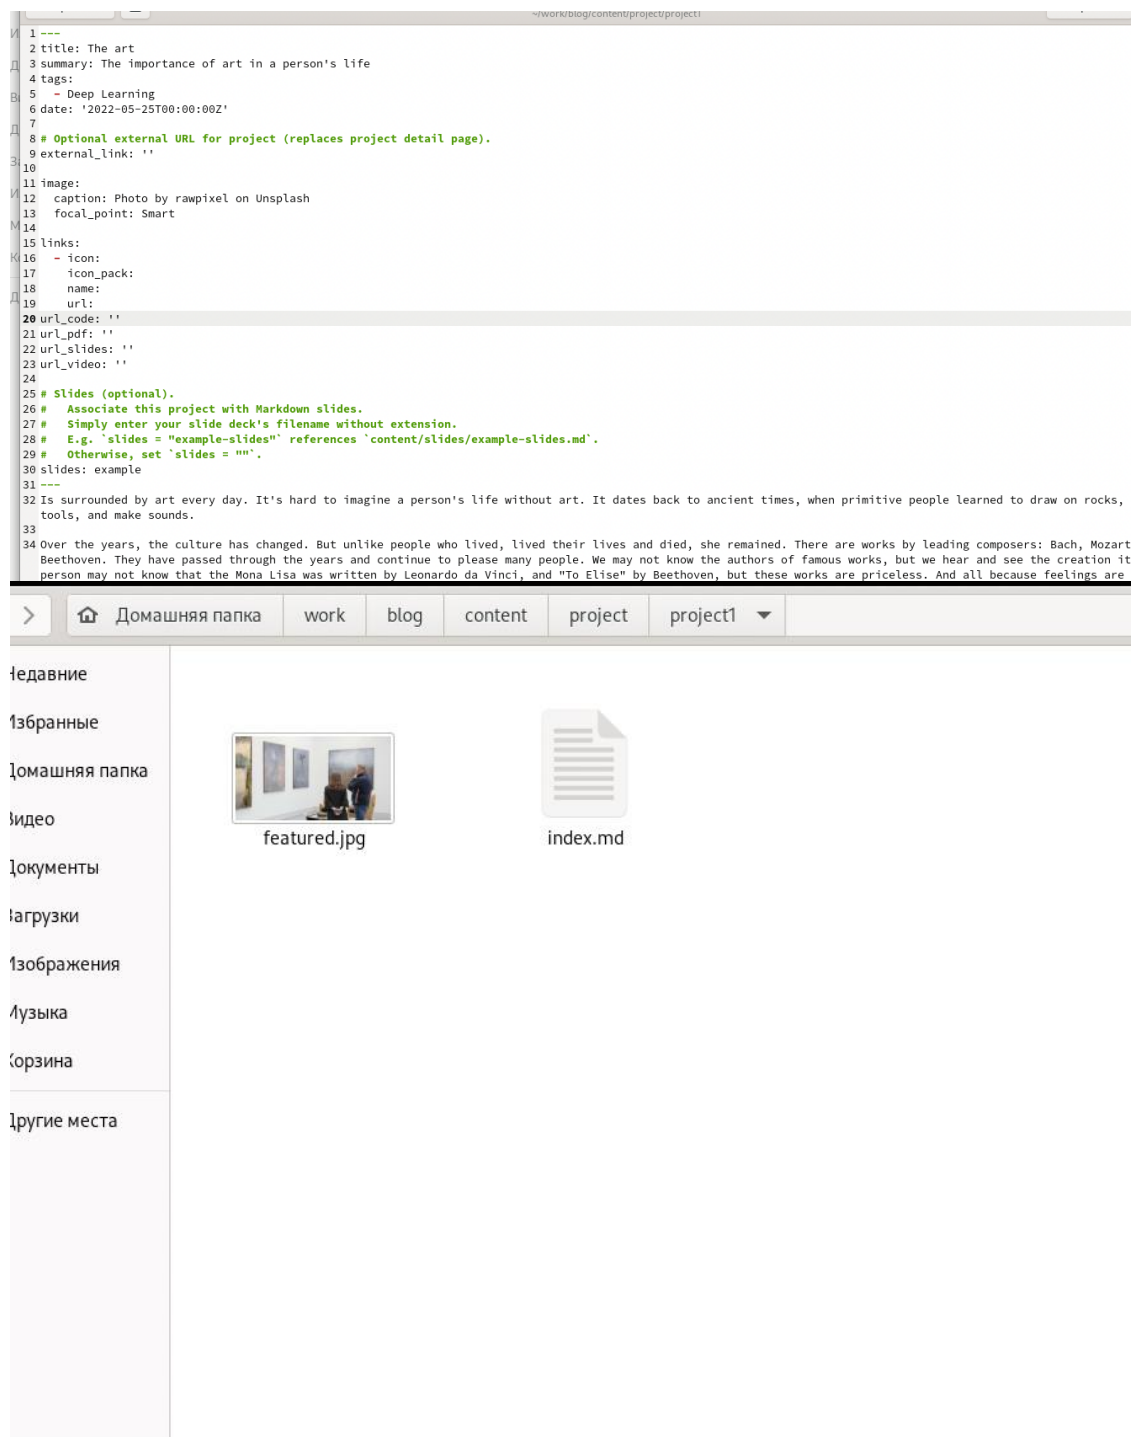 ~/work/blog/content/project/project1
1 ---
2 title: The art
3 summary: The importance of art in a person's life
4 tags:
5   - Deep Learning
6 date: '2022-05-25T00:00:00Z'
7
8 # Optional external URL for project (replaces project detail page).
9 external_link: ''
10
11 image:
12   caption: Photo by rawpixel on Unsplash
13   focal_point: Smart
14
15 links:
16   - icon:
17     icon_pack:
18     name:
19     url:
20 url_code: ''
21 url_pdf: ''
22 url_slides: ''
23 url_video: ''
24
25 # Slides (optional).
26 #   Associate this project with Markdown slides.
27 #   Simply enter your slide deck's filename without extension.
28 #   E.g. `slides = "example-slides"` references `content/slides/example-slides.md`.
29 #   Otherwise, set `slides = ""`.
30 slides: example
31 ---
32 Is surrounded by art every day. It's hard to imagine a person's life without art. It dates back to ancient times, when primitive people learned to draw on rocks,
tools, and make sounds.
33
34 Over the years, the culture has changed. But unlike people who lived, lived their lives and died, she remained. There are works by leading composers: Bach, Mozart
Beethoven. They have passed through the years and continue to please many people. We may not know the authors of famous works, but we hear and see the creation it
person may not know that the Mona Lisa was written by Leonardo da Vinci, and "To Elise" by Beethoven, but these works are priceless. And all because feelings are
Домашняя папка work blog content project project1
Недавние
Избранные
Домашняя папка
Видео
Документы
Загрузки
Изображения
Музыка
Корзина
Другие места
featured.jpg
index.md